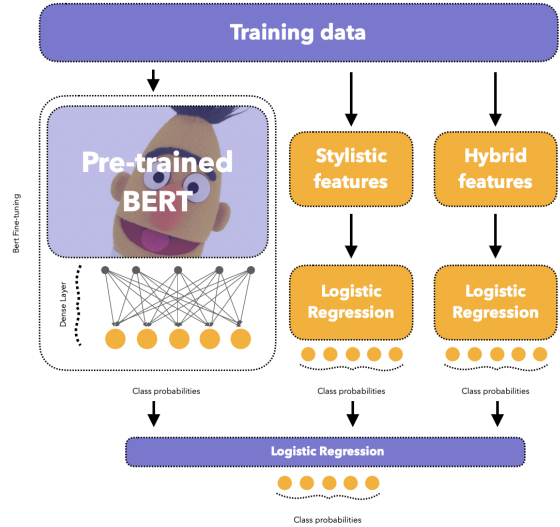 Training data
Bert Fine-tuning
Pre-trained
BERT
Stylistic
features
Hybrid
features
Dense Layer
Logistic
Regression
Logistic
Regression
Class probabilities
Class probabilities
Class probabilities
Logistic Regression
Class probabilities